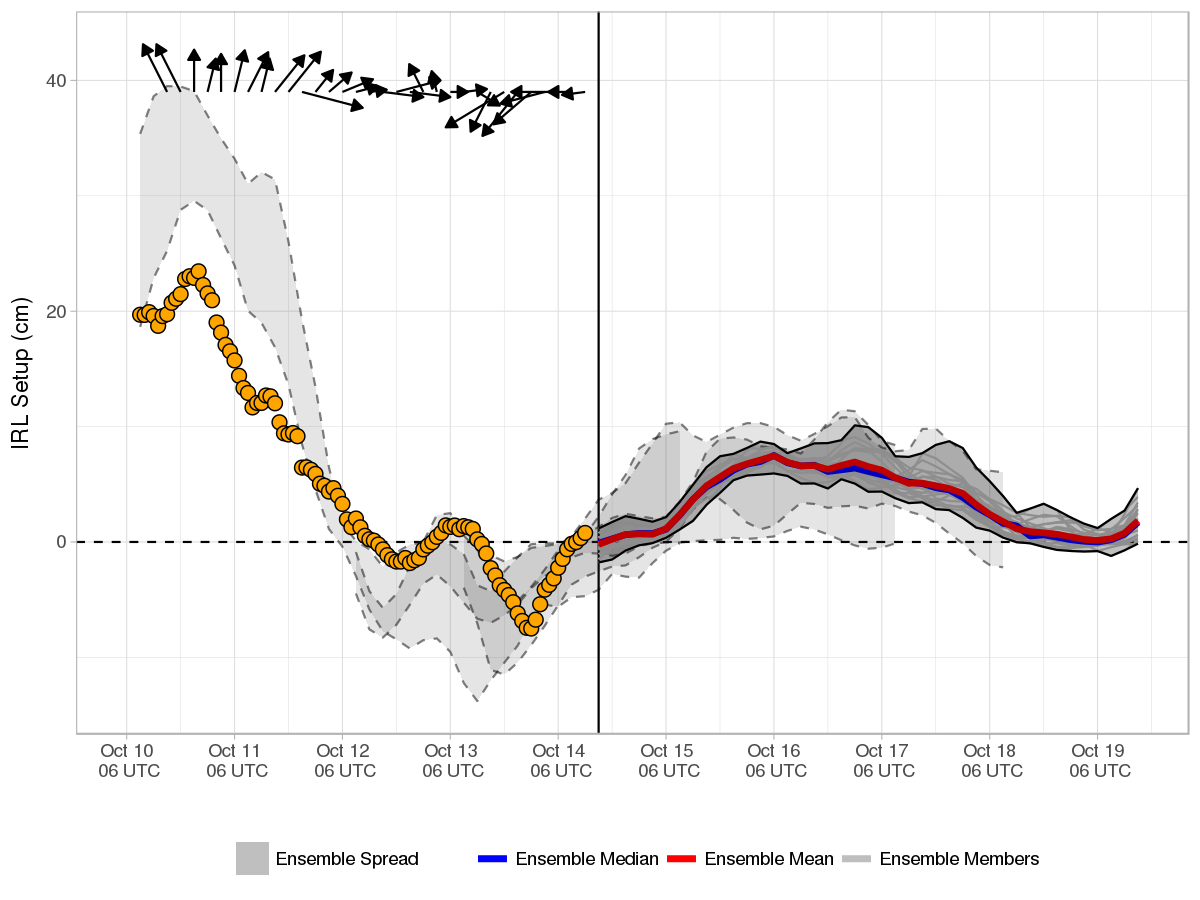 IRL Setup (cm)
40
20
0
Oct 10
06 UTC
Oct 11
06 UTC
Oct 12
06 UTC
Oct 13
06 UTC
Oct 14
06 UTC
Oct 15
06 UTC
Oct 16
06 UTC
Oct 17
06 UTC
Oct 18
06 UTC
Oct 19
06 UTC
Ensemble Spread
Ensemble Median
Ensemble Mean
Ensemble Members